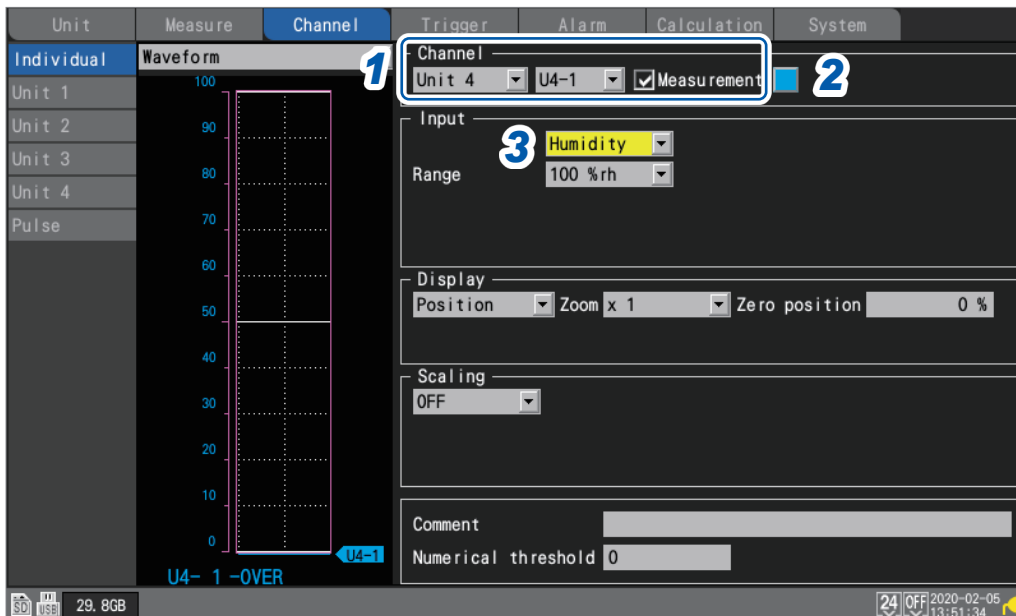 Unit Measure Channel Trigger Alarm Calculation System
Individual
Unit 1
Unit 2
Unit 3
Unit 4
Pulse
Waveform
100
90
80
70
60
50
40
30
20
10
0
U4-1
U4- 1 -OVER
1
Channel
Unit 4 U4-1 Measurement
2
Input
3
Humidity
Range 100 %rh
Display
Position Zoom x 1 Zero position 0 %
Scaling
OFF
Comment
Numerical threshold 0
SD USB 29. 8GB
24 OFF 2020-02-05
13:51:34